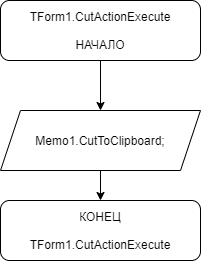 TForm1.CutActionExecute
НАЧАЛО
Memo1.CutToClipboard;
КОНЕЦ
TForm1.CutActionExecute